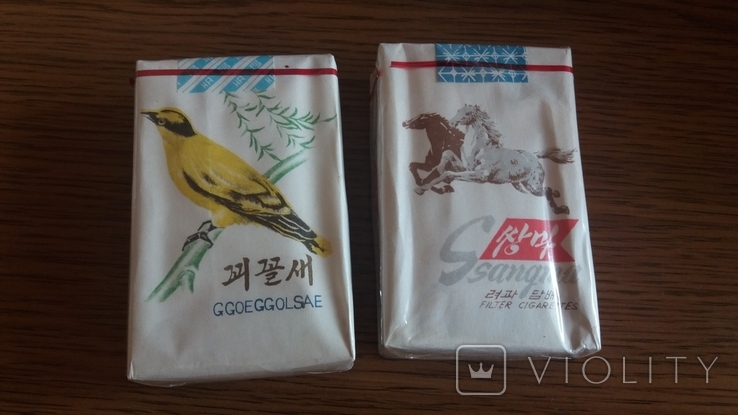 꾀꼴새
GGOEGGOLSAE
쌍마
Ssangma
려과 담배
FILTER CIGARETTES
VIOLITY